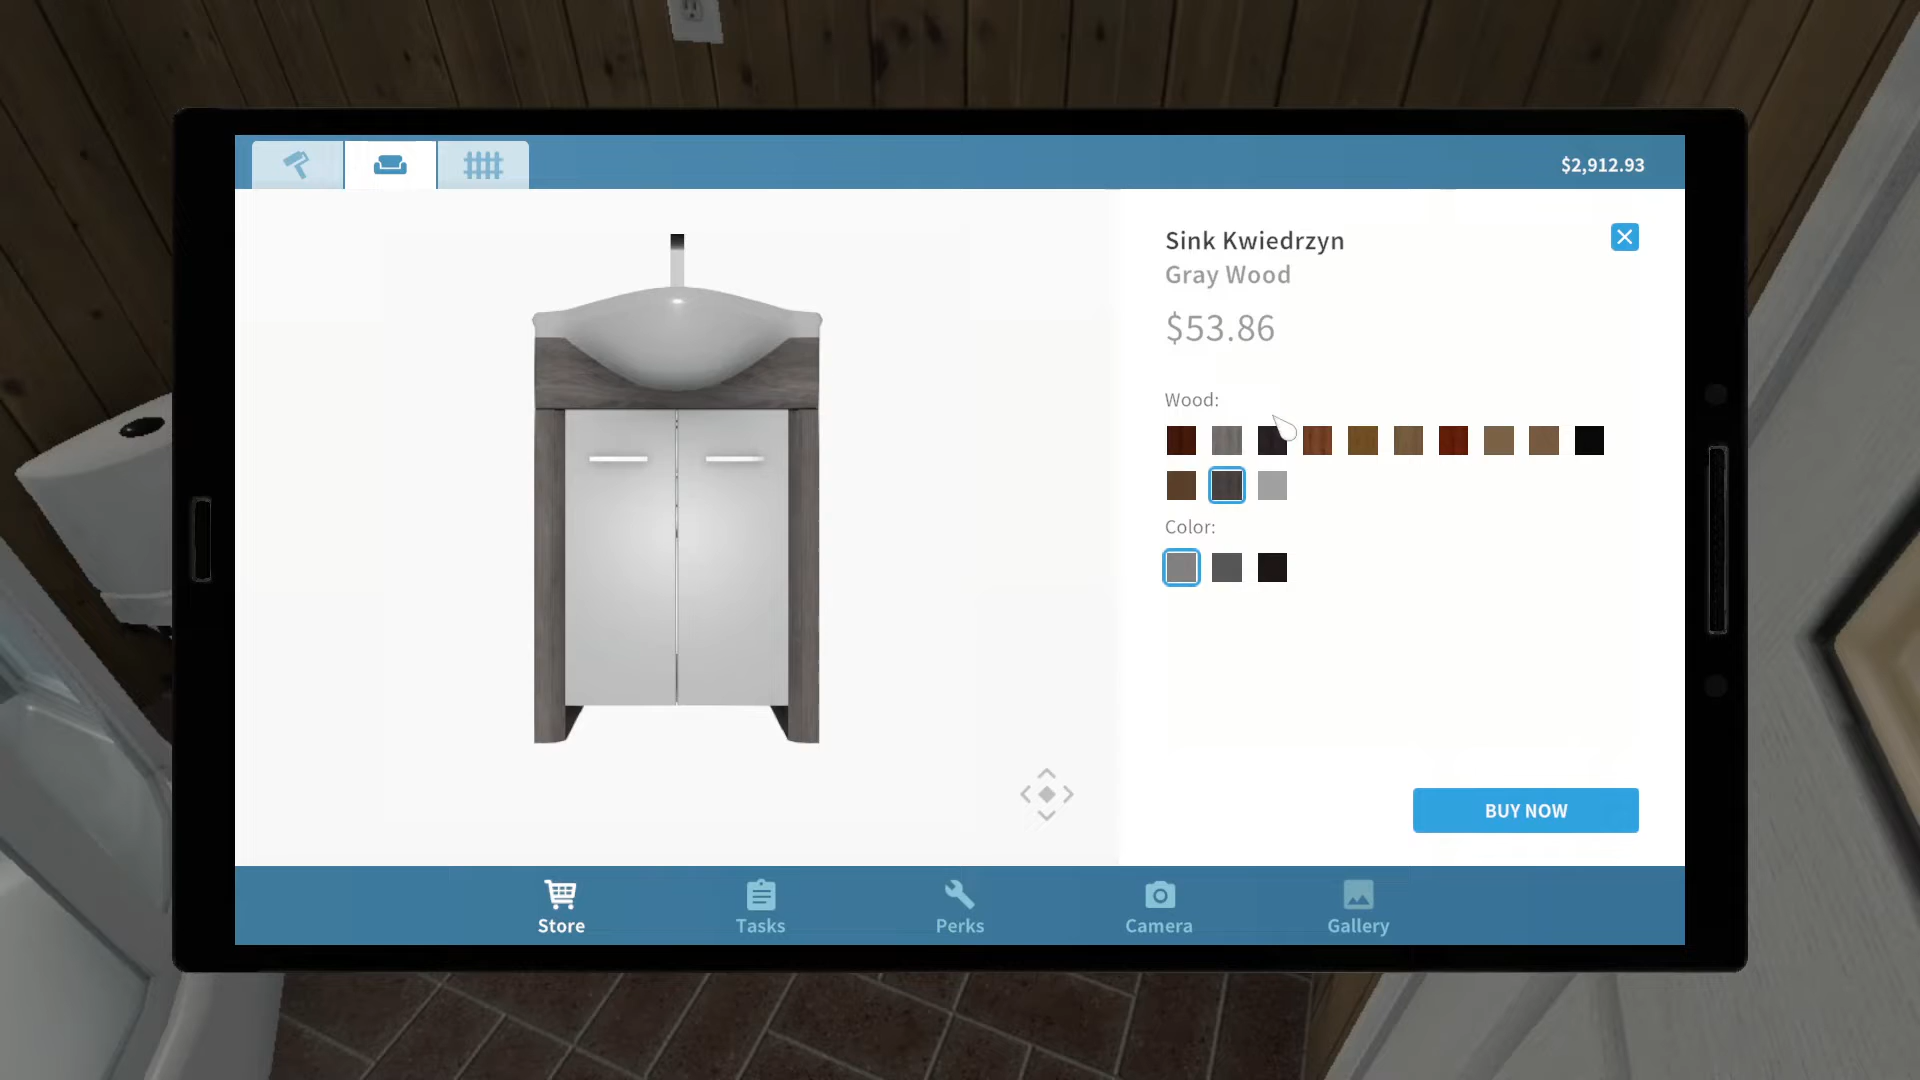 $2,912.93
Sink Kwiedrzyn
Gray Wood
$53.86
Wood:
Color:
BUY NOW
Store
Tasks
Perks
Camera
Gallery